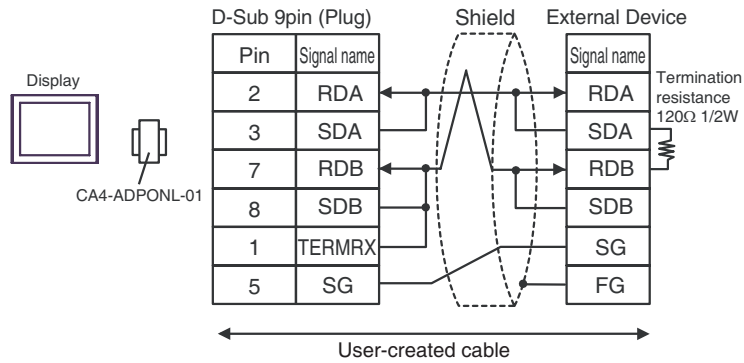 D-Sub 9pin (Plug) Shield External Device
Pin Signal name Signal name
2 RDA RDA
3 SDA SDA
7 RDB RDB
8 SDB SDB
1 TERMRX SG
5 SG FG
Display
CA4-ADPONL-01
Termination
resistance
120Ω 1/2W
User-created cable